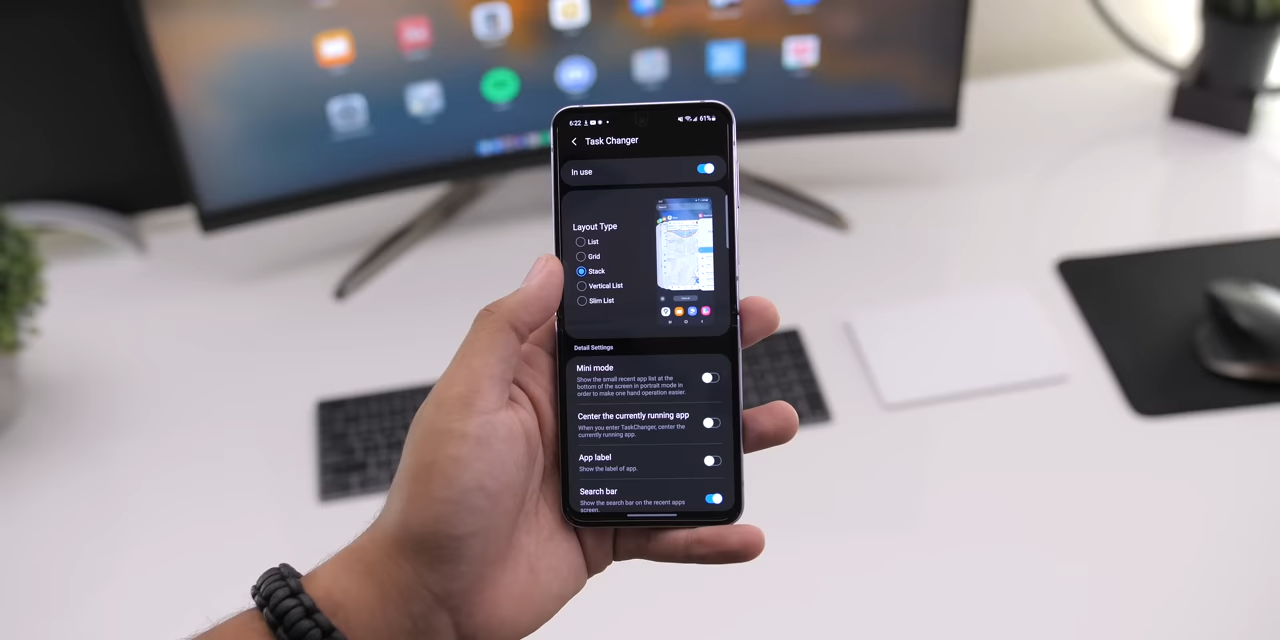 6:22
61%
Task Changer
In use
Layout Type
List
Grid
Stack
Vertical List
Slim List
Detail Settings
Mini mode
Show the small recent app list at the
bottom of the screen in portrait mode in
order to make one hand operation easier.
Center the currently running app
When you enter TaskChanger, center the
currently running app.
App label
Show the label of app.
Search bar
Show the search bar on the recent apps
screen.